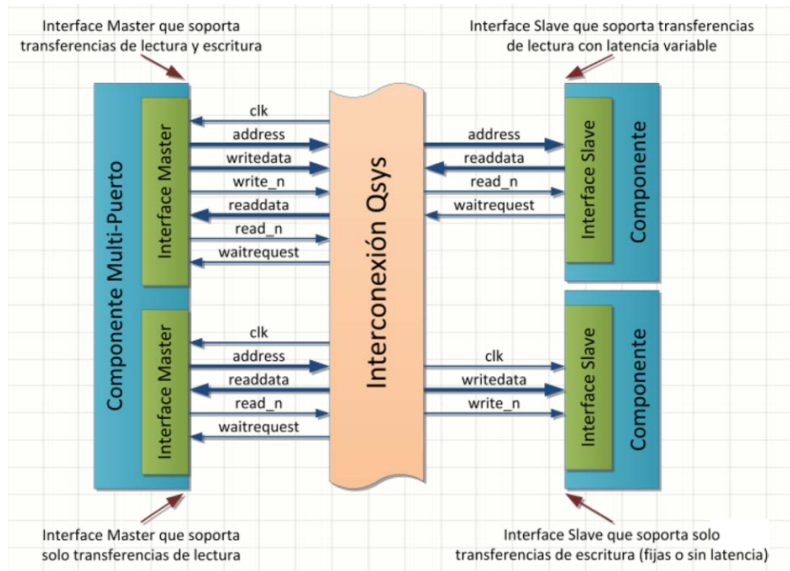 Interface Master que soporta
transferencias de lectura y escritura
Interface Slave que soporta transferencias
de lectura con latencia variable
Componente Multi-Puerto
Interface Master
clk
address
writedata
write_n
readdata
read_n
waitrequest
Interface Master
clk
address
readdata
read_n
waitrequest
Interconexión Qsys
address
readdata
read_n
waitrequest
Interface Slave
Componente
clk
writedata
write_n
Interface Slave
Componente
Interface Master que soporta
solo transferencias de lectura
Interface Slave que soporta solo
transferencias de escritura (fijas o sin latencia)